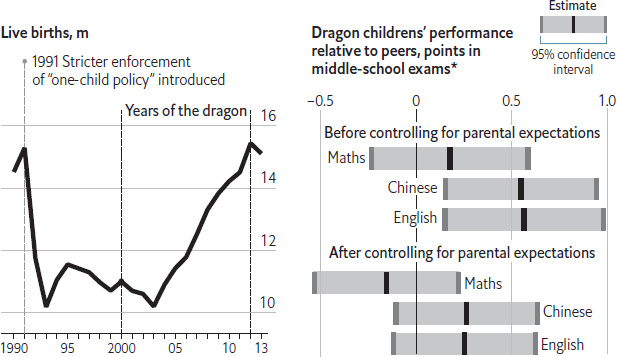 Live births, m
1991 Stricter enforcement
of “one-child policy” introduced
Years of the dragon
16
14
12
10
1990
95
2000
05
10
13
Dragon childrens’ performance
relative to peers, points in
middle-school exams*
Estimate
95% confidence
interval
–0.5
0
0.5
1.0
Before controlling for parental expectations
Maths
Chinese
English
After controlling for parental expectations
Maths
Chinese
English